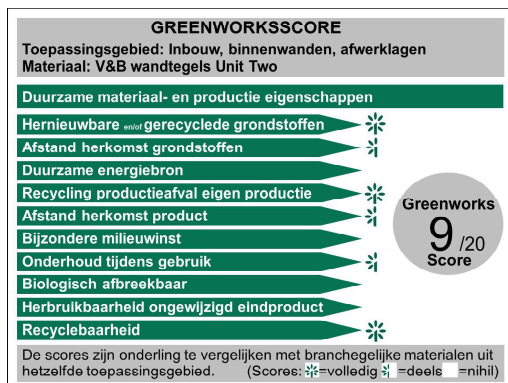 GREENWORKSSCORE
Toepassingsgebied: Inbouw, binnenwanden, afwerklagen
Materiaal: V&B wandtegels Unit Two
Duurzame materiaal- en productie eigenschappen
Hernieuwbare en/of gerecyclede grondstoffen
Afstand herkomst grondstoffen
Duurzame energiebron
Recycling productieafval eigen productie
Afstand herkomst product
Bijzondere milieuwinst
Onderhoud tijdens gebruik
Biologisch afbreekbaar
Herbruikbaarheid ongewijzigd eindproduct
Recyclebaarheid
Greenworks
9 /20
Score
De scores zijn onderling te vergelijken met branchegelijke materialen uit
hetzelfde toepassingsgebied. (Scores: =volledig =deels =nihil)